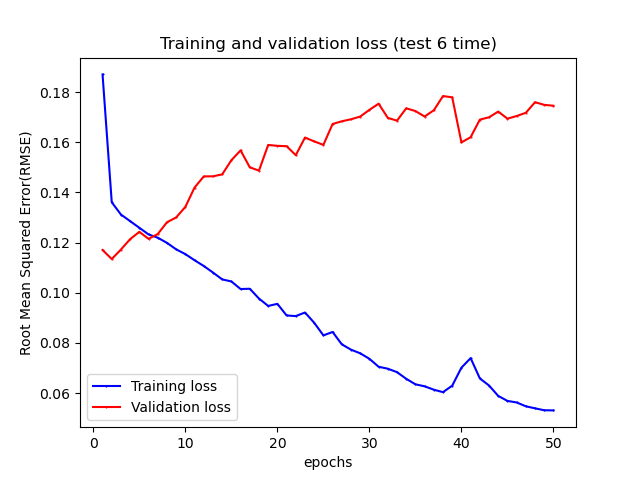 Training and validation loss (test 6 time)
Root Mean Squared Error(RMSE)
0.18
0.16
0.14
0.12
0.10
0.08
0.06
Training loss
Validation loss
0
10
20
30
40
50
epochs